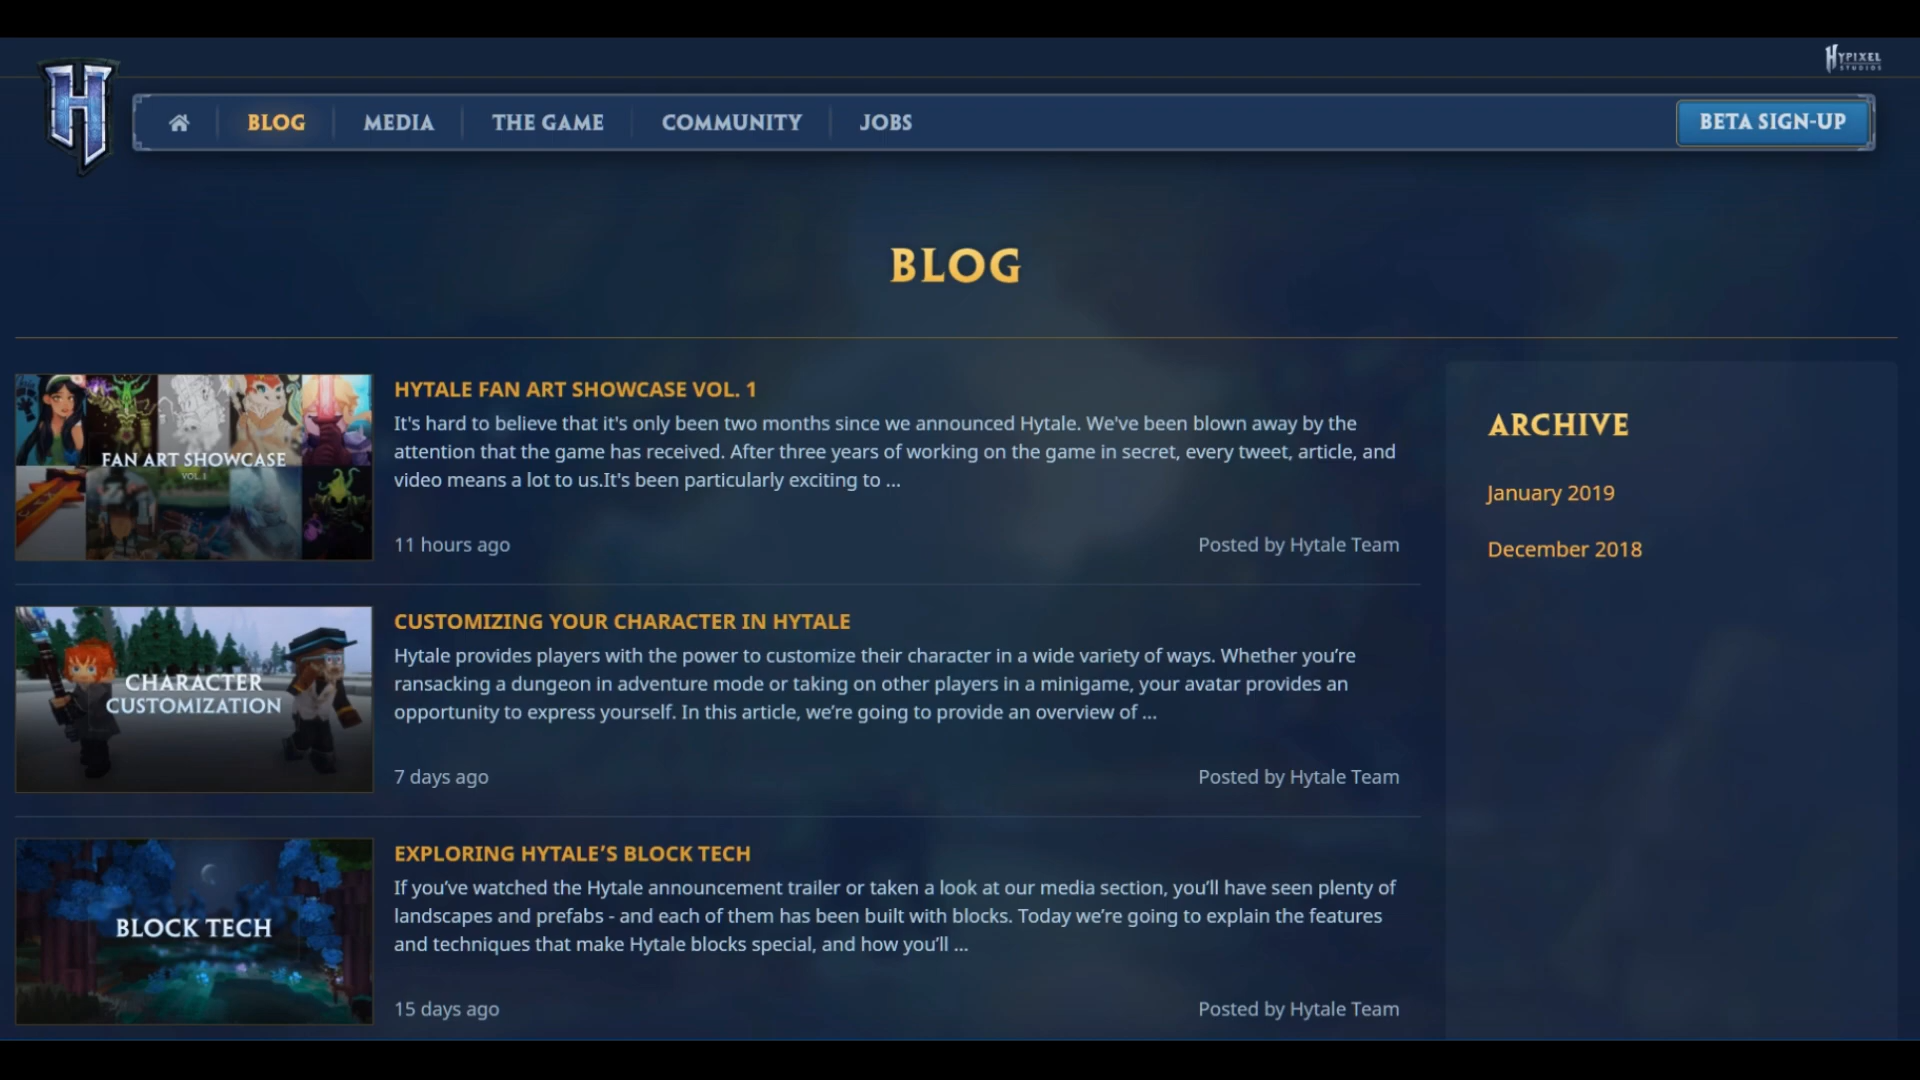 HYPIXEL
STUDIOS
BLOG
MEDIA
THE GAME
COMMUNITY
JOBS
BETA SIGN-UP
BLOG
FAN ART SHOWCASE
VOL. 1
HYTALE FAN ART SHOWCASE VOL. 1
It's hard to believe that it's only been two months since we announced Hytale. We've been blown away by the
attention that the game has received. After three years of working on the game in secret, every tweet, article, and
video means a lot to us.It's been particularly exciting to ...
11 hours ago
Posted by Hytale Team
CHARACTER
CUSTOMIZATION
CUSTOMIZING YOUR CHARACTER IN HYTALE
Hytale provides players with the power to customize their character in a wide variety of ways. Whether you’re
ransacking a dungeon in adventure mode or taking on other players in a minigame, your avatar provides an
opportunity to express yourself. In this article, we’re going to provide an overview of ...
7 days ago
Posted by Hytale Team
BLOCK TECH
EXPLORING HYTALE’S BLOCK TECH
If you’ve watched the Hytale announcement trailer or taken a look at our media section, you’ll have seen plenty of
landscapes and prefabs - and each of them has been built with blocks. Today we’re going to explain the features
and techniques that make Hytale blocks special, and how you’ll ...
15 days ago
Posted by Hytale Team
ARCHIVE
January 2019
December 2018